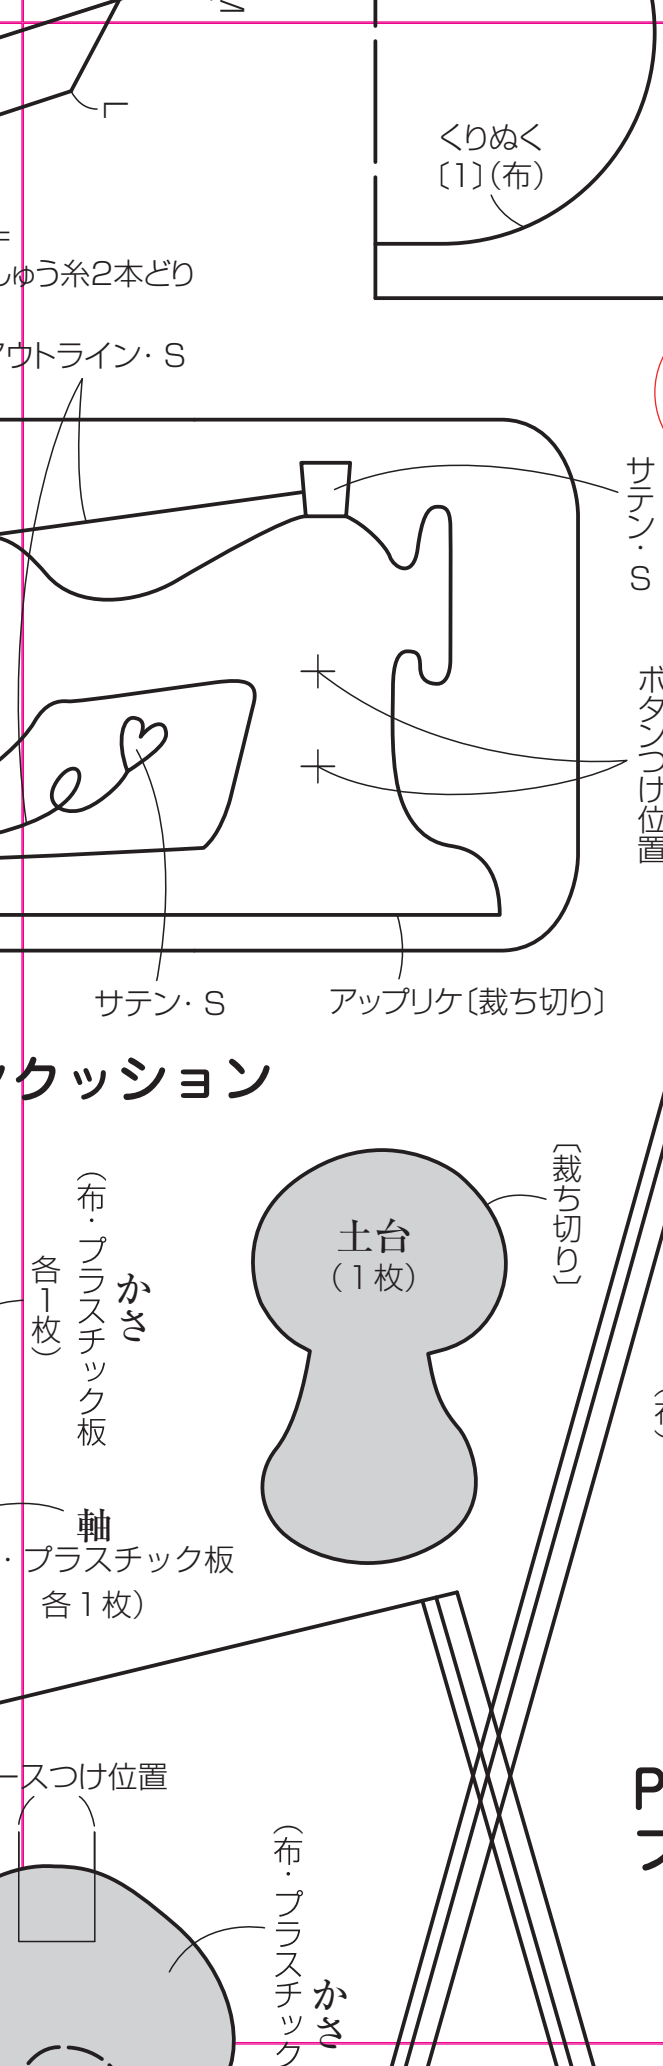 L
くりぬく
〔1〕(布)
しゅう糸2本どり
アウトライン・S
サテン・S
ボタンつけ位置
サテン・S
アップリケ〔裁ち切り〕
クッション
〔裁ち切り〕
土台
(1枚)
かさ
(布・プラスチック板
各1枚)
軸
・プラスチック板
各1枚)
ースつけ位置
P
かさ
(布・プラスチック